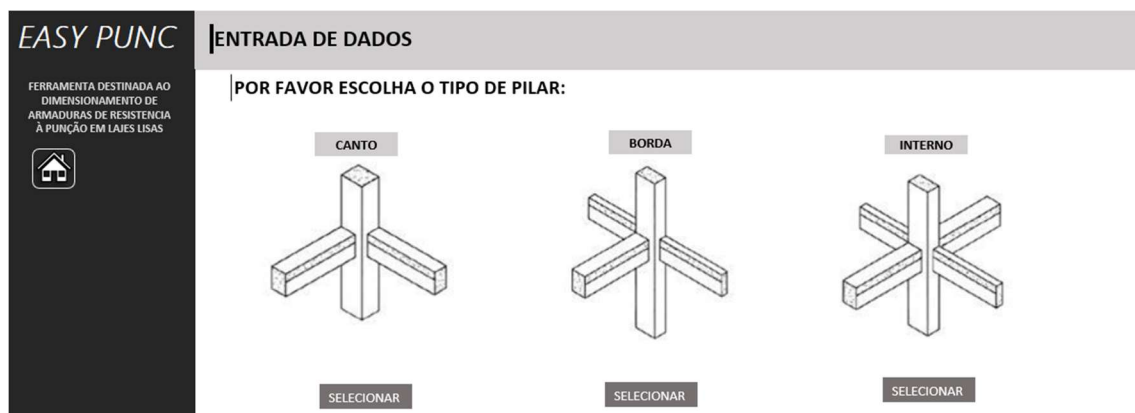 EASY PUNC
FERRAMENTA DESTINADA AO
DIMENSIONAMENTO DE
ARMADURAS DE RESISTENCIA
À PUNÇÃO EM LAJES LISAS
ENTRADA DE DADOS
POR FAVOR ESCOLHA O TIPO DE PILAR:
CANTO
BORDA
INTERNO
SELECIONAR
SELECIONAR
SELECIONAR